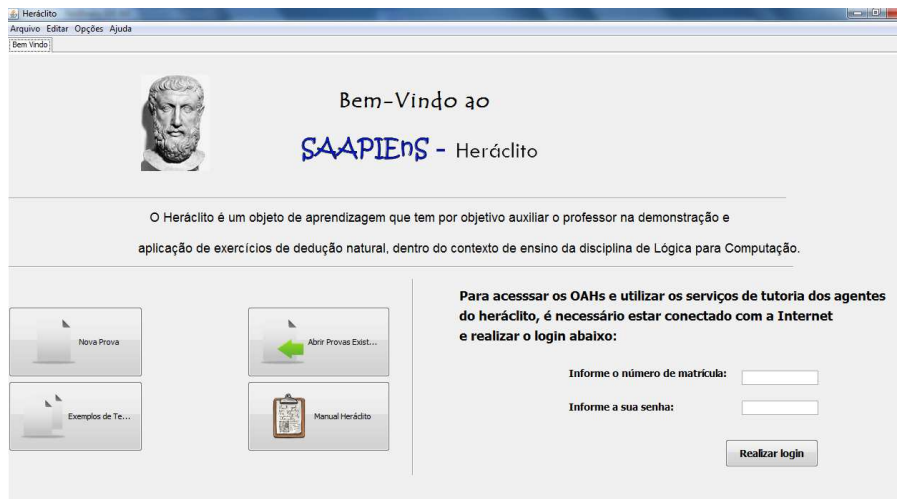 Heráclito
Arquivo Editar Opções Ajuda
Bem Vindo
Bem-Vindo ao
SAAPIEnS - Heráclito
O Heráclito é um objeto de aprendizagem que tem por objetivo auxiliar o professor na demonstração e
aplicação de exercícios de dedução natural, dentro do contexto de ensino da disciplina de Lógica para Computação.
Nova Prova
Abrir Provas Exist...
Exemplos de Te...
Manual Heráclito
Para acesssar os OAHs e utilizar os serviços de tutoria dos agentes
do heráclito, é necessário estar conectado com a Internet
e realizar o login abaixo:
Informe o número de matrícula:
Informe a sua senha:
Realizar login